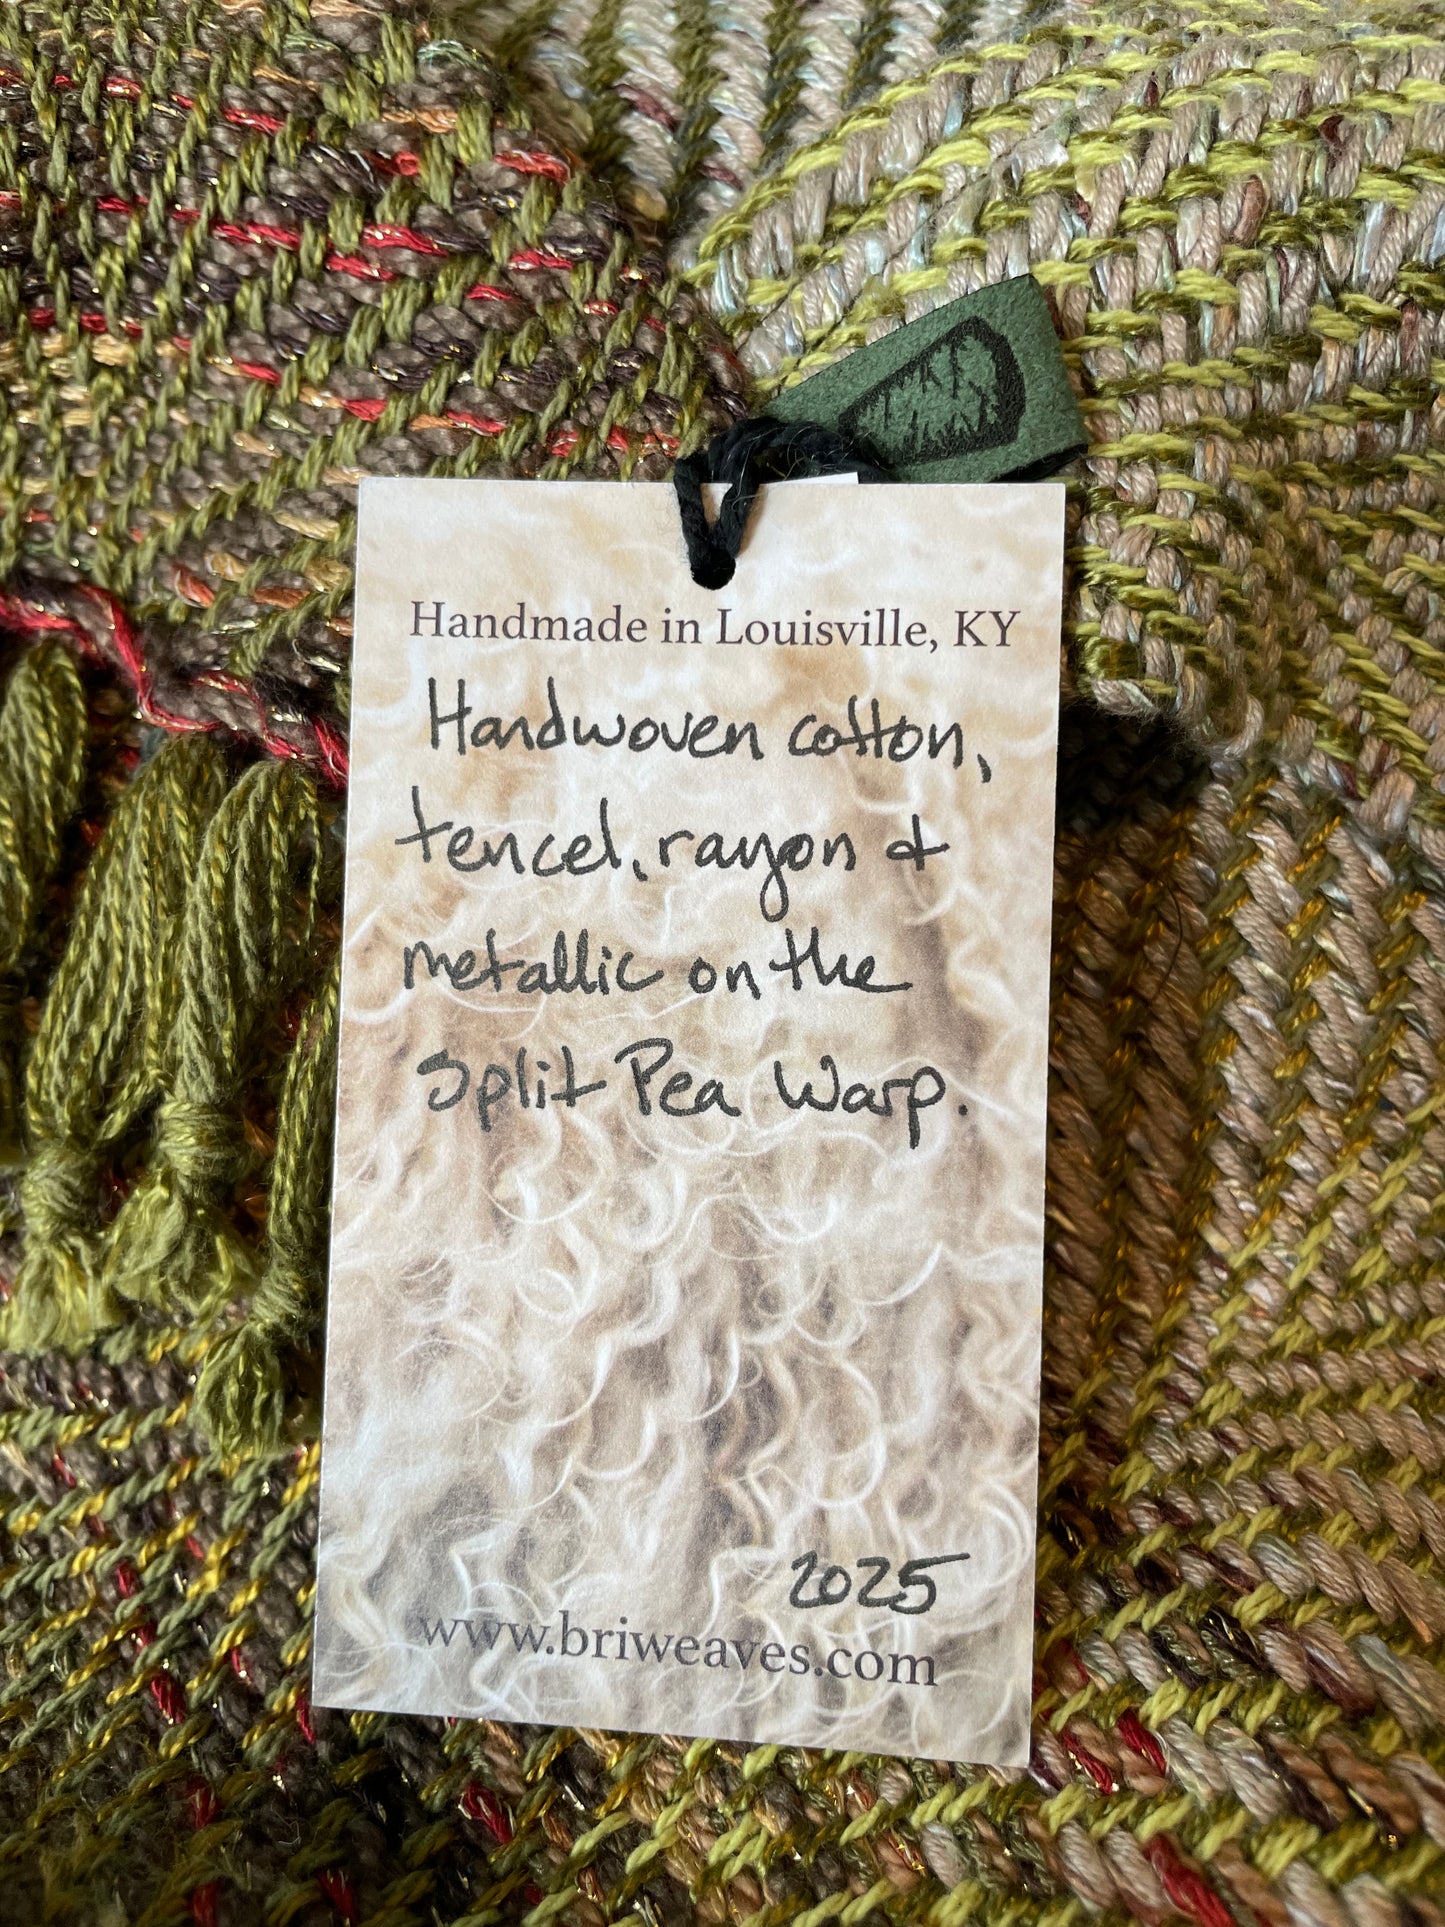 Handmade in Louisville, KY
Handwoven cotton,
tencel, rayon &
metallic on the
Split Pea Warp.
2025
www.briweaves.com